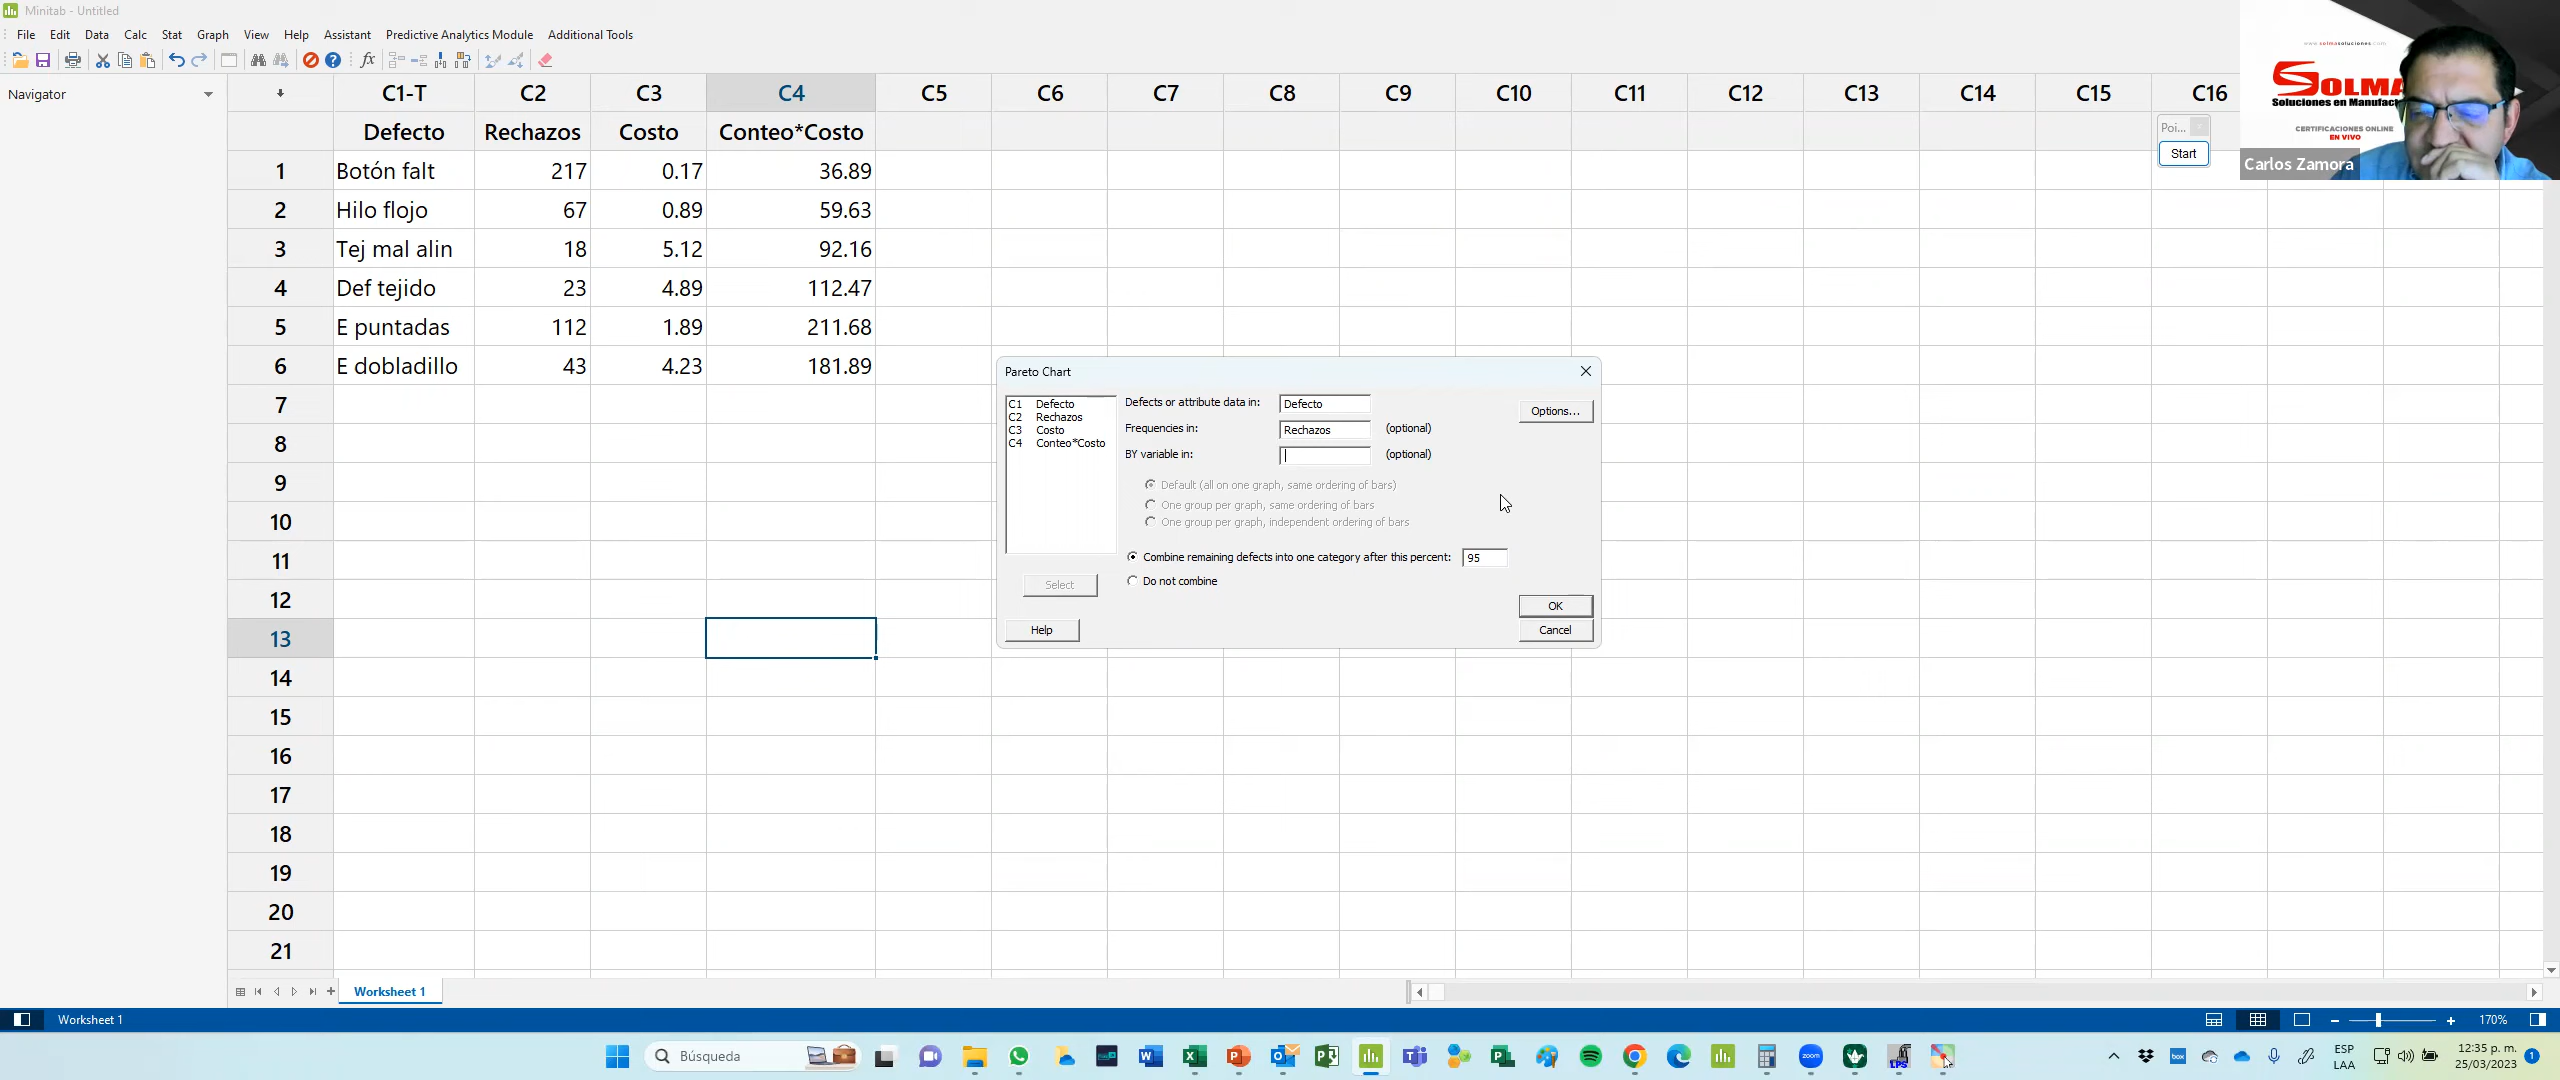 Minitab - Untitled
File Edit Data Calc Stat Graph View Help Assistant Predictive Analytics Module Additional Tools
Navigator
C1-T C2 C3 C4 C5 C6 C7 C8 C9 C10 C11 C12 C13 C14 C15 C16
Defecto Rechazos Costo Conteo*Costo
1 Botón falt 217 0.17 36.89
2 Hilo flojo 67 0.89 59.63
3 Tej mal alin 18 5.12 92.16
4 Def tejido 23 4.89 112.47
5 E puntadas 112 1.89 211.68
6 E dobladillo 43 4.23 181.89
7
8
9
10
11
12
13
14
15
16
17
18
19
20
21
Pareto Chart
C1 Defecto
C2 Rechazos
C3 Costo
C4 Conteo*Costo
Defects or attribute data in: Defecto
Frequencies in: Rechazos (optional)
BY variable in: (optional)
Default (all on one graph, same ordering of bars)
One group per graph, same ordering of bars
One group per graph, independent ordering of bars
Combine remaining defects into one category after this percent: 95
Do not combine
Options...
Select
Help
OK
Cancel
Poi...
Start
www.solmasoluciones.com
SOLMA
Soluciones en Manufac
CERTIFICACIONES ONLINE
EN VIVO
Carlos Zamora
Worksheet 1
Worksheet 1
170%
Búsqueda
ESP
LAA
12:35 p. m.
25/03/2023
1